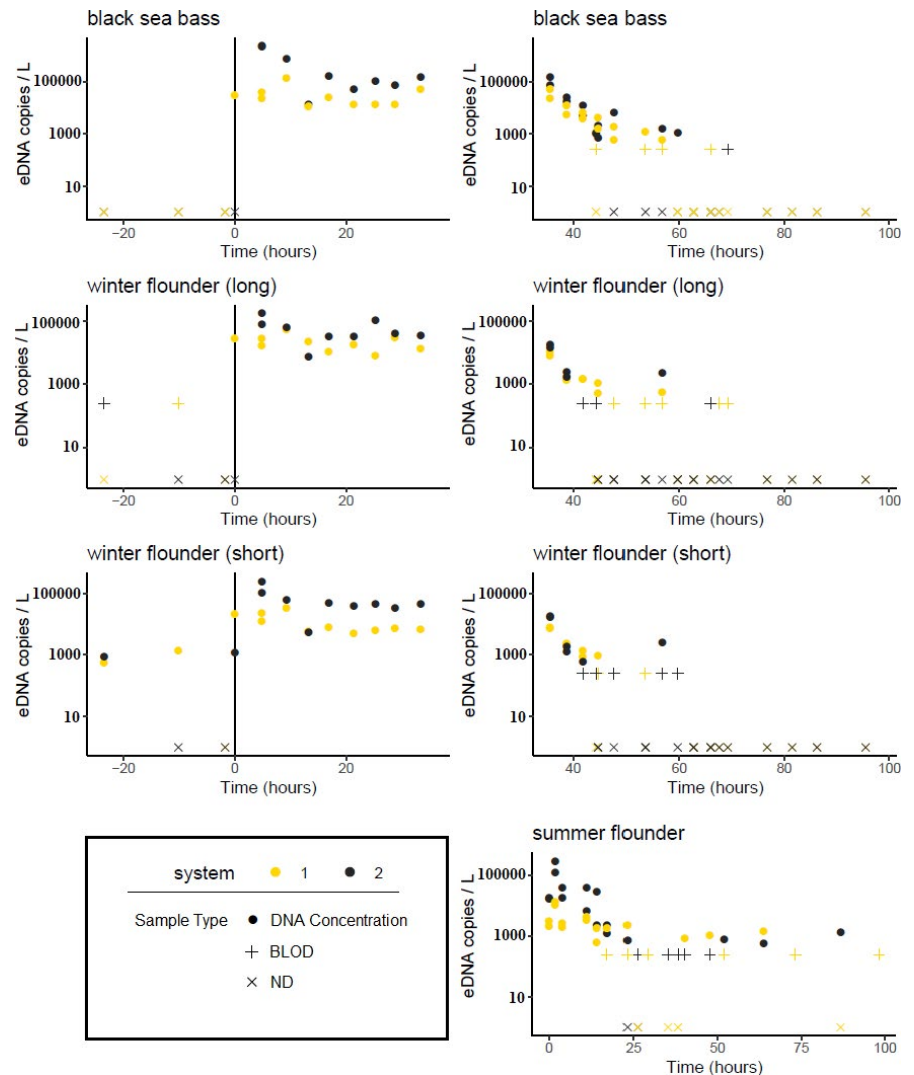 black sea bass
eDNA copies / L
100000
1000
10
−20
0
20
Time (hours)
black sea bass
eDNA copies / L
100000
1000
10
40
60
80
100
Time (hours)
winter flounder (long)
eDNA copies / L
100000
1000
10
−20
0
20
Time (hours)
winter flounder (long)
eDNA copies / L
100000
1000
10
40
60
80
100
Time (hours)
winter flounder (short)
eDNA copies / L
100000
1000
10
−20
0
20
Time (hours)
winter flounder (short)
eDNA copies / L
100000
1000
10
40
60
80
100
Time (hours)
system 1 2
Sample Type DNA Concentration
BLOD
ND
summer flounder
eDNA copies / L
100000
1000
10
0
25
50
75
100
Time (hours)